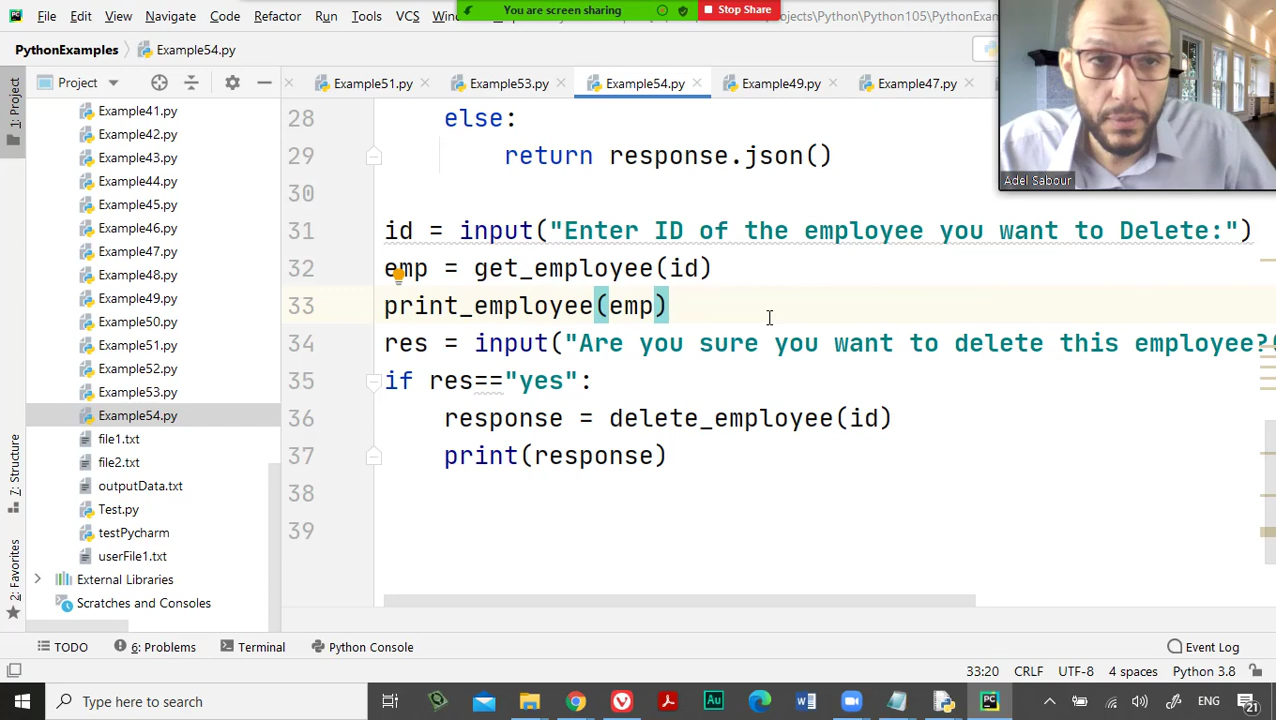 You are screen sharing
Stop Share
File Edit View Navigate Code Refactor Run Tools VCS
ojects\Python\Python105\PythonExam
PythonExamples Example54.py
Project
Example51.py Example53.py Example54.py Example49.py Example47.py
1: Project
7: Structure
2: Favorites
Example41.py
Example42.py
Example43.py
Example44.py
Example45.py
Example46.py
Example47.py
Example48.py
Example49.py
Example50.py
Example51.py
Example52.py
Example53.py
Example54.py
file1.txt
file2.txt
outputData.txt
Test.py
testPycharm
userFile1.txt
External Libraries
Scratches and Consoles
28 else:
29 return response.json()
30
31 id = input("Enter ID of the employee you want to Delete:")
32 emp = get_employee(id)
33 print_employee(emp)
34 res = input("Are you sure you want to delete this employee?(
35 if res=="yes":
36 response = delete_employee(id)
37 print(response)
38
39
Adel Sabour
TODO 6: Problems Terminal Python Console Event Log
33:20 CRLF UTF-8 4 spaces Python 3.8
Type here to search
ENG
21